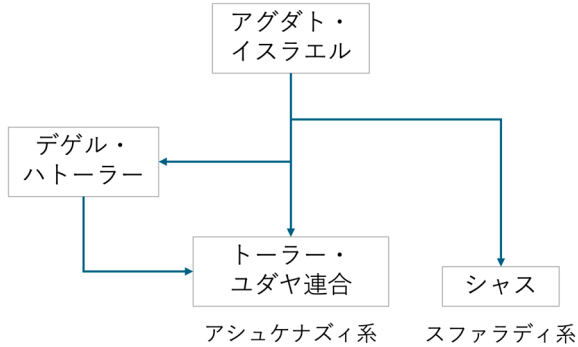 アグダト・
イスラエル
デゲル・
ハトーラー
トーラー・
ユダヤ連合
シャス
アシュケナズィ系
スファラディ系